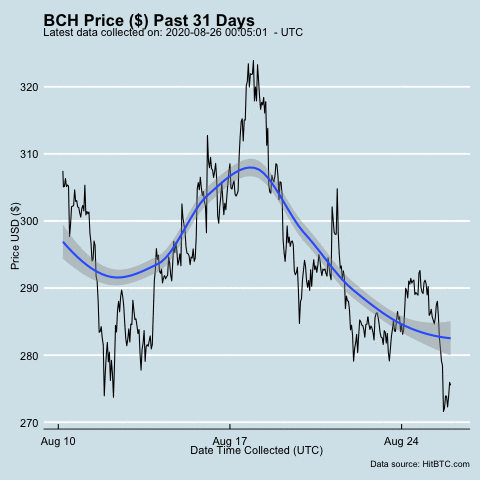 BCH Price ($) Past 31 Days
Latest data collected on: 2020-08-26 00:05:01 - UTC
Price USD ($)
320
310
300
290
280
270
Aug 10
Aug 17
Aug 24
Date Time Collected (UTC)
Data source: HitBTC.com